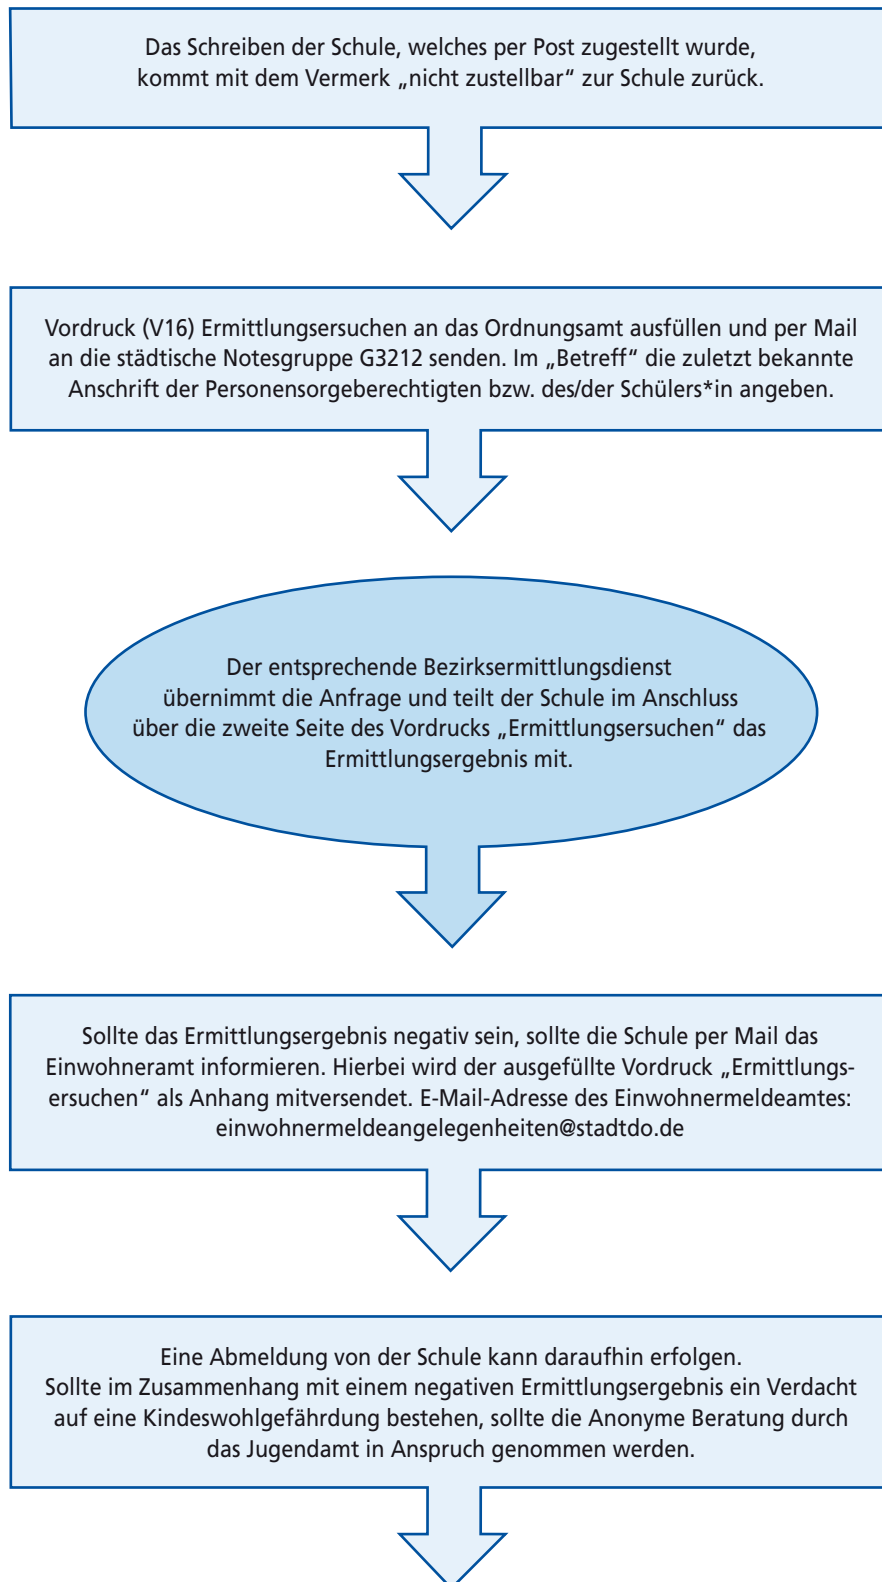 Das Schreiben der Schule, welches per Post zugestellt wurde,
kommt mit dem Vermerk „nicht zustellbar“ zur Schule zurück.
Vordruck (V16) Ermittlungsersuchen an das Ordnungsamt ausfüllen und per Mail
an die städtische Notesgruppe G3212 senden. Im „Betreff“ die zuletzt bekannte
Anschrift der Personensorgeberechtigten bzw. des/der Schülers*in angeben.
Der entsprechende Bezirksermittlungsdienst
übernimmt die Anfrage und teilt der Schule im Anschluss
über die zweite Seite des Vordrucks „Ermittlungsersuchen“ das
Ermittlungsergebnis mit.
Sollte das Ermittlungsergebnis negativ sein, sollte die Schule per Mail das
Einwohneramt informieren. Hierbei wird der ausgefüllte Vordruck „Ermittlungs-
ersuchen“ als Anhang mitversendet. E-Mail-Adresse des Einwohnermeldeamtes:
einwohnermeldeangelegenheiten@stadtdo.de
Eine Abmeldung von der Schule kann daraufhin erfolgen.
Sollte im Zusammenhang mit einem negativen Ermittlungsergebnis ein Verdacht
auf eine Kindeswohlgefährdung bestehen, sollte die Anonyme Beratung durch
das Jugendamt in Anspruch genommen werden.